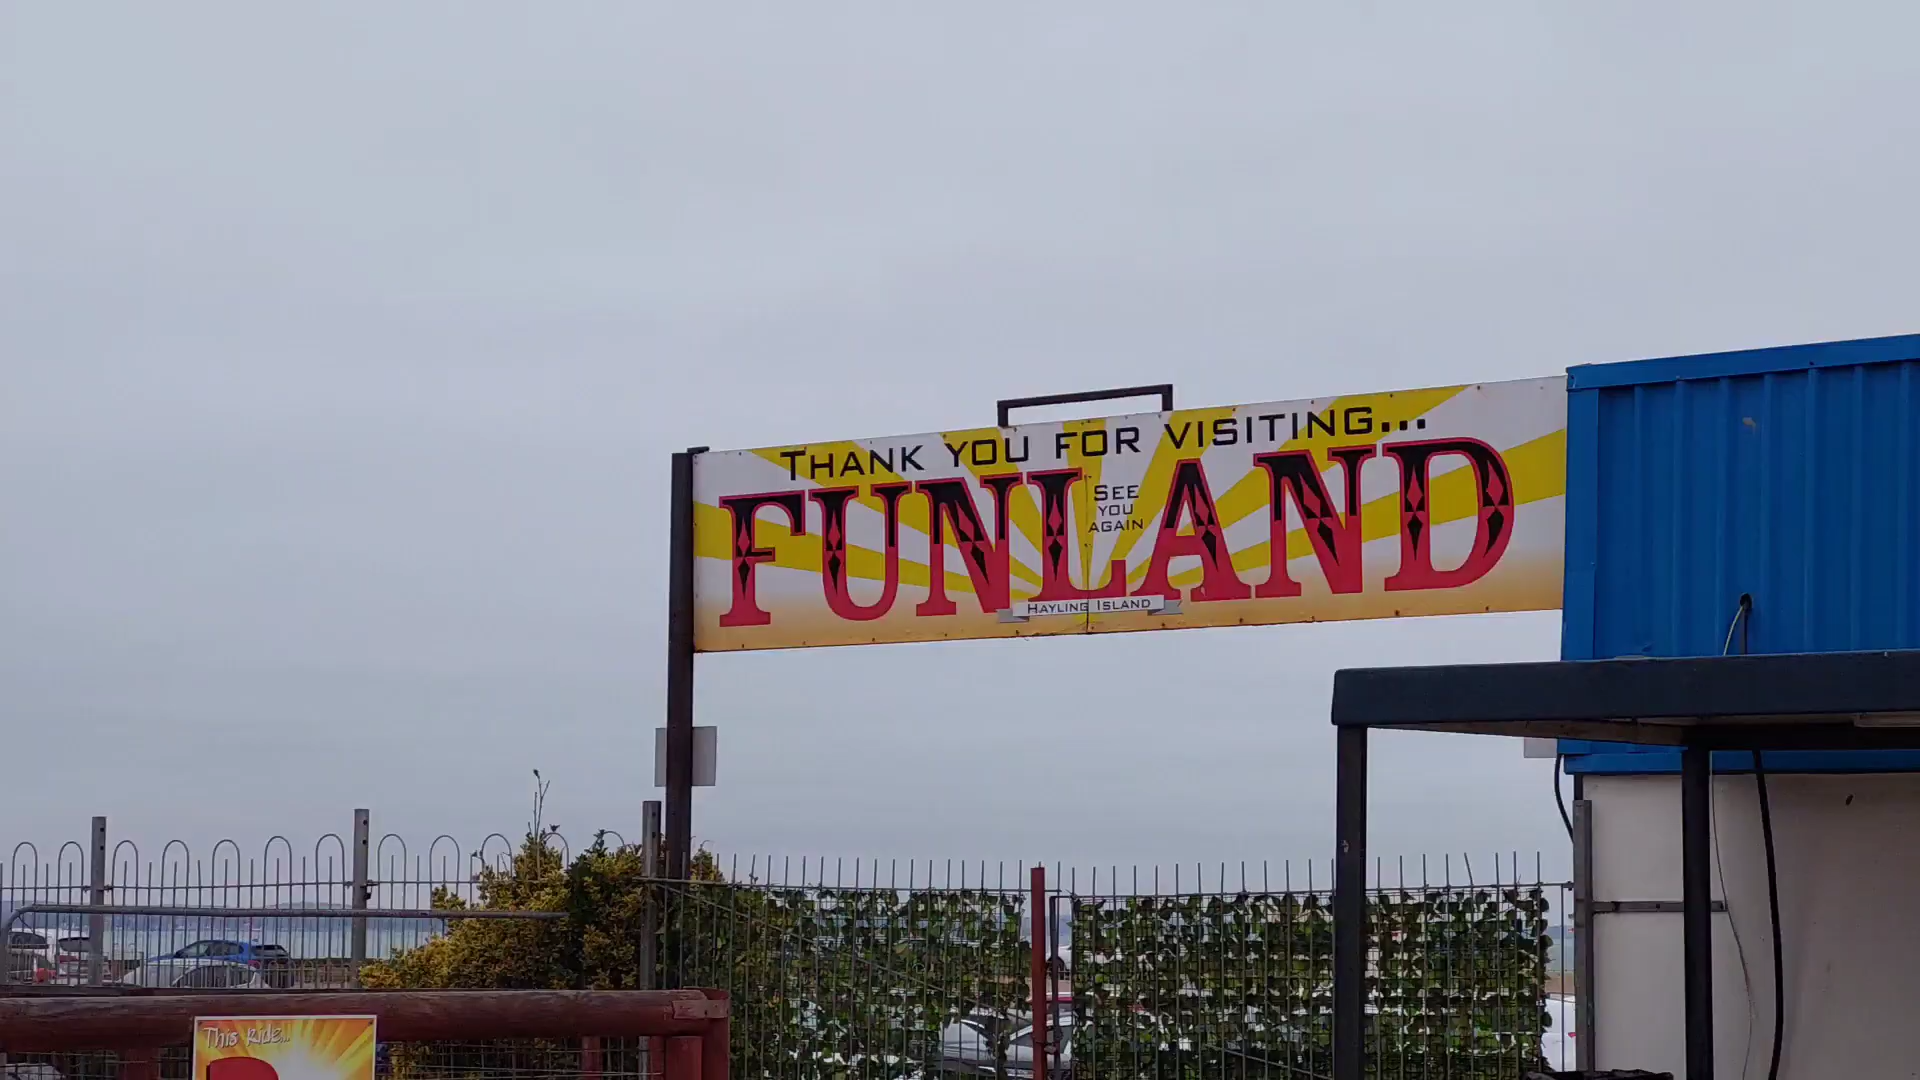 THANK YOU FOR VISITING...
FUNLAND
SEE
YOU
AGAIN
HAYLING ISLAND
This Ride...